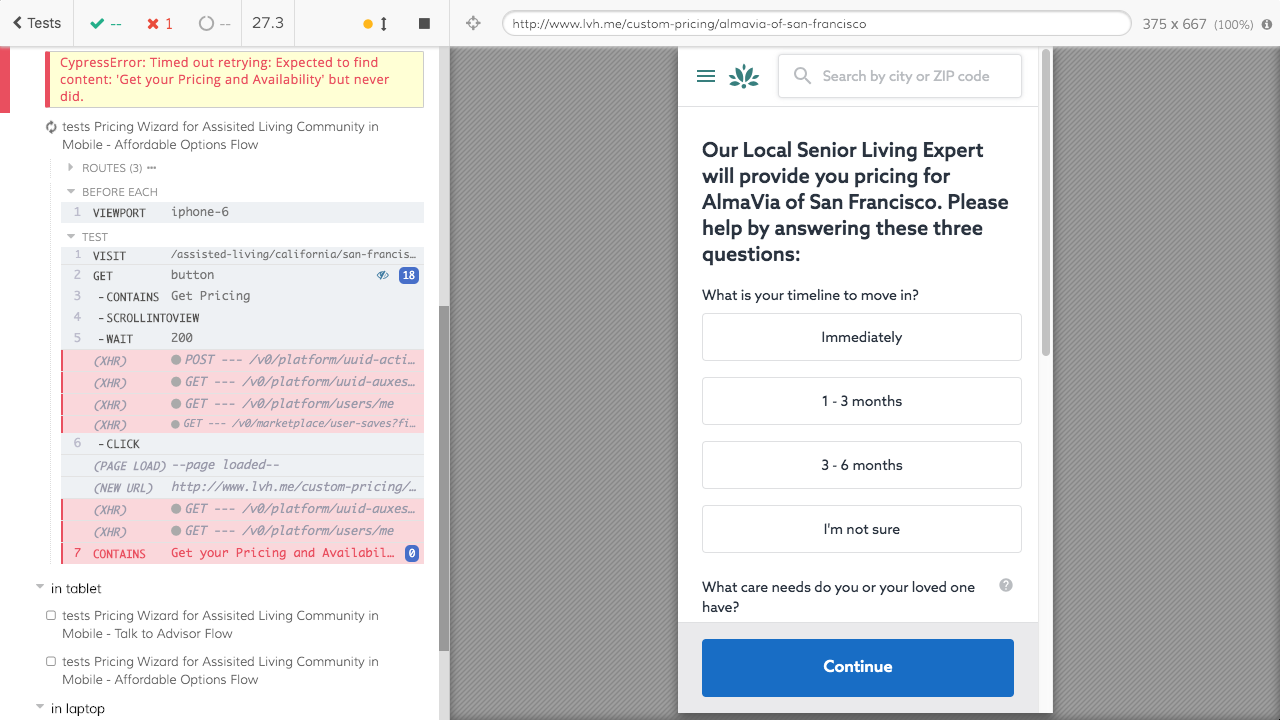 Tests
--
1
--
27.3
http://www.lvh.me/custom-pricing/almavia-of-san-francisco
375 x 667 (100%)
CypressError: Timed out retrying: Expected to find
content: 'Get your Pricing and Availability' but never
did.
tests Pricing Wizard for Assisited Living Community in
Mobile - Affordable Options Flow
ROUTES (3)
BEFORE EACH
1 VIEWPORT iphone-6
TEST
1 VISIT /assisted-living/california/san-francis...
2 GET button 18
3 - CONTAINS Get Pricing
4 - SCROLLINTOVIEW
5 - WAIT 200
(XHR) POST --- /v0/platform/uuid-acti...
(XHR) GET --- /v0/platform/uuid-auxes...
(XHR) GET --- /v0/platform/users/me
(XHR) GET --- /v0/marketplace/user-saves?fi...
6 - CLICK
(PAGE LOAD) --page loaded--
(NEW URL) http://www.lvh.me/custom-pricing/...
(XHR) GET --- /v0/platform/uuid-auxes...
(XHR) GET --- /v0/platform/users/me
7 CONTAINS Get your Pricing and Availabil... 0
in tablet
tests Pricing Wizard for Assisited Living Community in
Mobile - Talk to Advisor Flow
tests Pricing Wizard for Assisited Living Community in
Mobile - Affordable Options Flow
in laptop
Search by city or ZIP code
Our Local Senior Living Expert
will provide you pricing for
AlmaVia of San Francisco. Please
help by answering these three
questions:
What is your timeline to move in?
Immediately
1 - 3 months
3 - 6 months
I'm not sure
What care needs do you or your loved one
have?
Continue